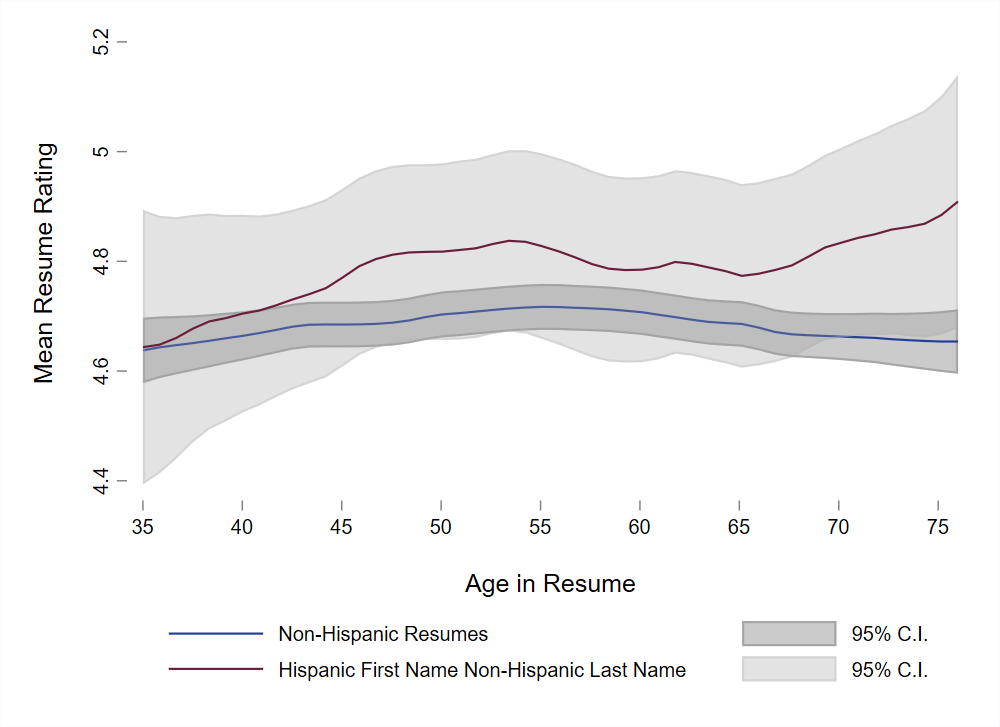 5.2
5
4.8
4.6
4.4
Mean Resume Rating
35 40 45 50 55 60 65 70 75
Age in Resume
Non-Hispanic Resumes 95% C.I.
Hispanic First Name Non-Hispanic Last Name 95% C.I.